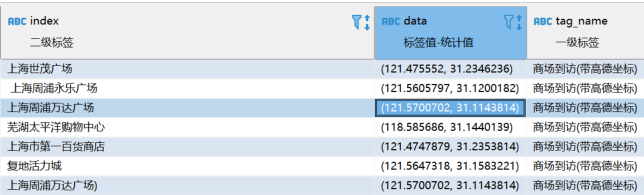 ABC index ABC data ABC tag_name
二级标签 标签值-统计值 一级标签
上海世茂广场 (121.475552, 31.2346236) 商场到访(带高德坐标)
上海周浦永乐广场 (121.5605797, 31.1200182) 商场到访(带高德坐标)
上海周浦万达广场 (121.5700702, 31.1143814) 商场到访(带高德坐标)
芜湖太平洋购物中心 (118.585686, 31.1440139) 商场到访(带高德坐标)
上海市第一百货商店 (121.4747879, 31.2353814) 商场到访(带高德坐标)
复地活力城 (121.5647318, 31.1583221) 商场到访(带高德坐标)
上海周浦万达广场) (121.5700702, 31.1143814) 商场到访(带高德坐标)